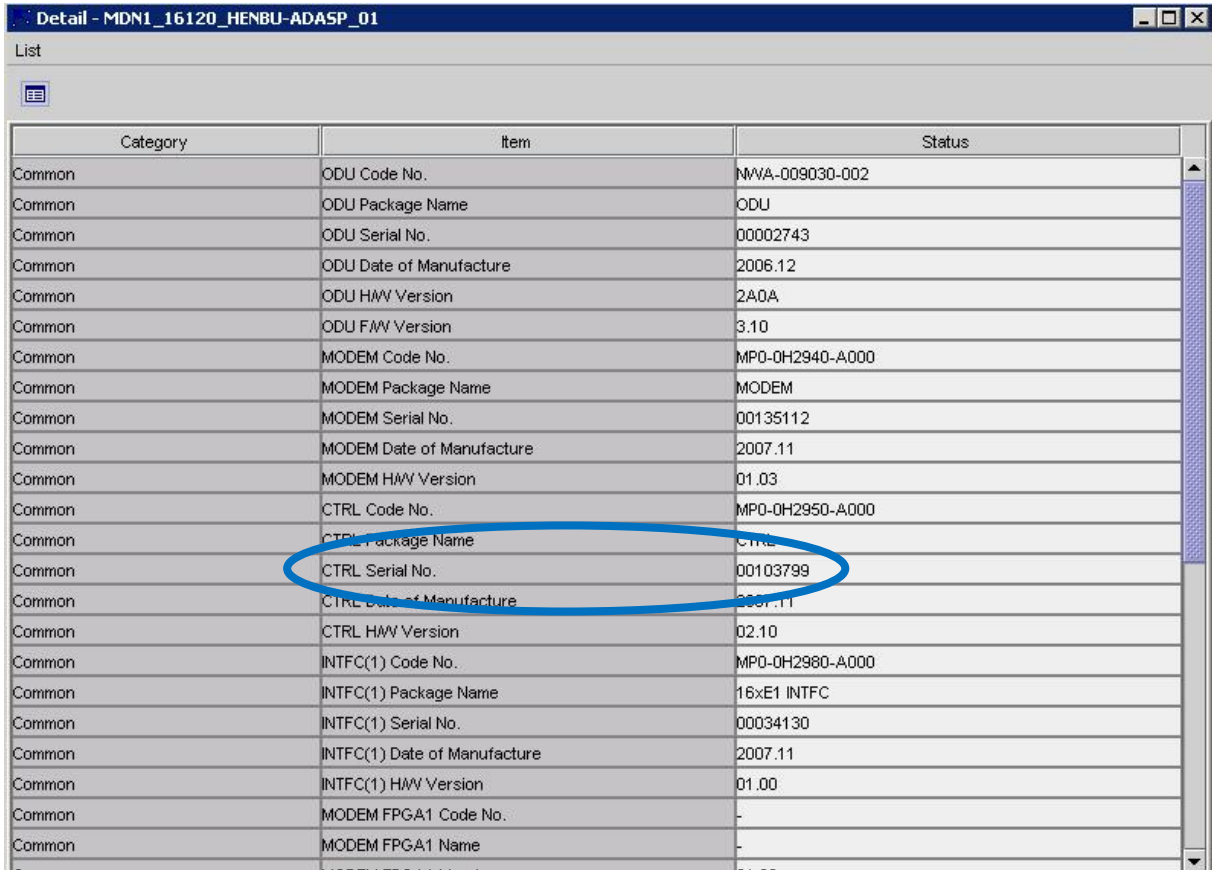 Detail - MDN1_16120_HENBU-ADASP_01
List
Category Item Status
Common ODU Code No. NWA-009030-002
Common ODU Package Name ODU
Common ODU Serial No. 00002743
Common ODU Date of Manufacture 2006.12
Common ODU H/W Version 2A0A
Common ODU F/W Version 3.10
Common MODEM Code No. MP0-0H2940-A000
Common MODEM Package Name MODEM
Common MODEM Serial No. 00135112
Common MODEM Date of Manufacture 2007.11
Common MODEM H/W Version 01.03
Common CTRL Code No. MP0-0H2950-A000
Common CTRL Package Name CTRL
Common CTRL Serial No. 00103799
Common CTRL Date of Manufacture 2007.11
Common CTRL H/W Version 02.10
Common INTFC(1) Code No. MP0-0H2980-A000
Common INTFC(1) Package Name 16xE1 INTFC
Common INTFC(1) Serial No. 00034130
Common INTFC(1) Date of Manufacture 2007.11
Common INTFC(1) H/W Version 01.00
Common MODEM FPGA1 Code No. -
Common MODEM FPGA1 Name -